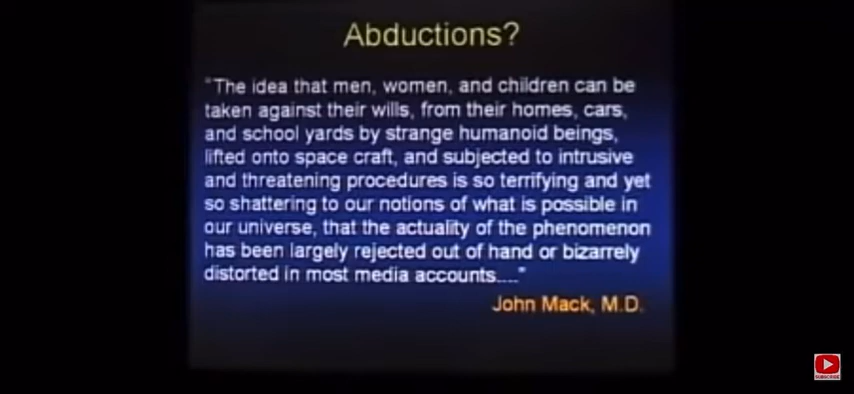 Abductions?
"The idea that men, women, and children can be
taken against their wills, from their homes, cars,
and school yards by strange humanoid beings,
lifted onto space craft, and subjected to intrusive
and threatening procedures is so terrifying and yet
so shattering to our notions of what is possible in
our universe, that the actuality of the phenomenon
has been largely rejected out of hand or bizarrely
distorted in most media accounts...."
John Mack, M.D.
SUBSCRIBE